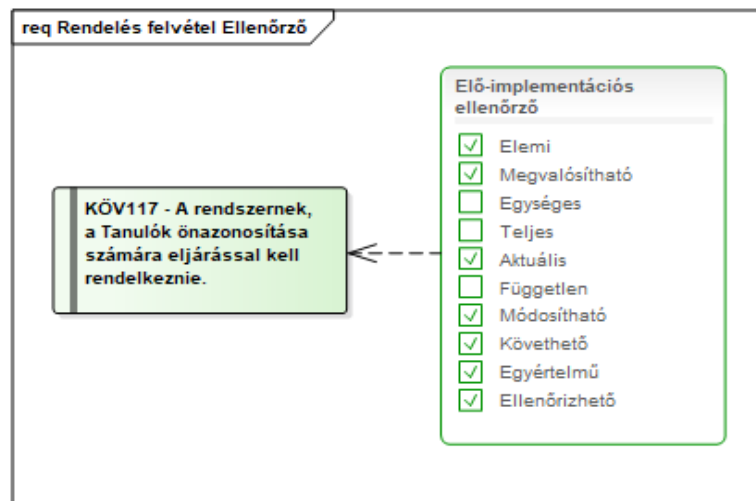 req Rendelés felvétel Ellenőrző
KÖV117 - A rendszernek,
a Tanulók önazonosítása
számára eljárással kell
rendelkeznie.
Elő-implementációs
ellenőrző
Elemi
Megvalósítható
Egységes
Teljes
Aktuális
Független
Módosítható
Követhető
Egyértelmű
Ellenőrizhető